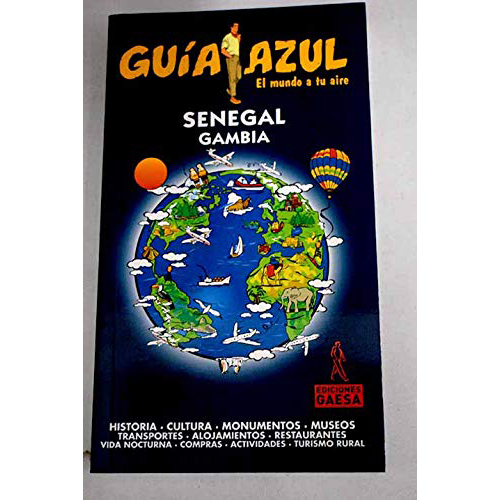 GUÍA AZUL
El mundo a tu aire
SENEGAL
GAMBIA
EDICIONES
GAESA
HISTORIA · CULTURA · MONUMENTOS · MUSEOS
TRANSPORTES · ALOJAMIENTOS · RESTAURANTES
VIDA NOCTURNA · COMPRAS · ACTIVIDADES · TURISMO RURAL